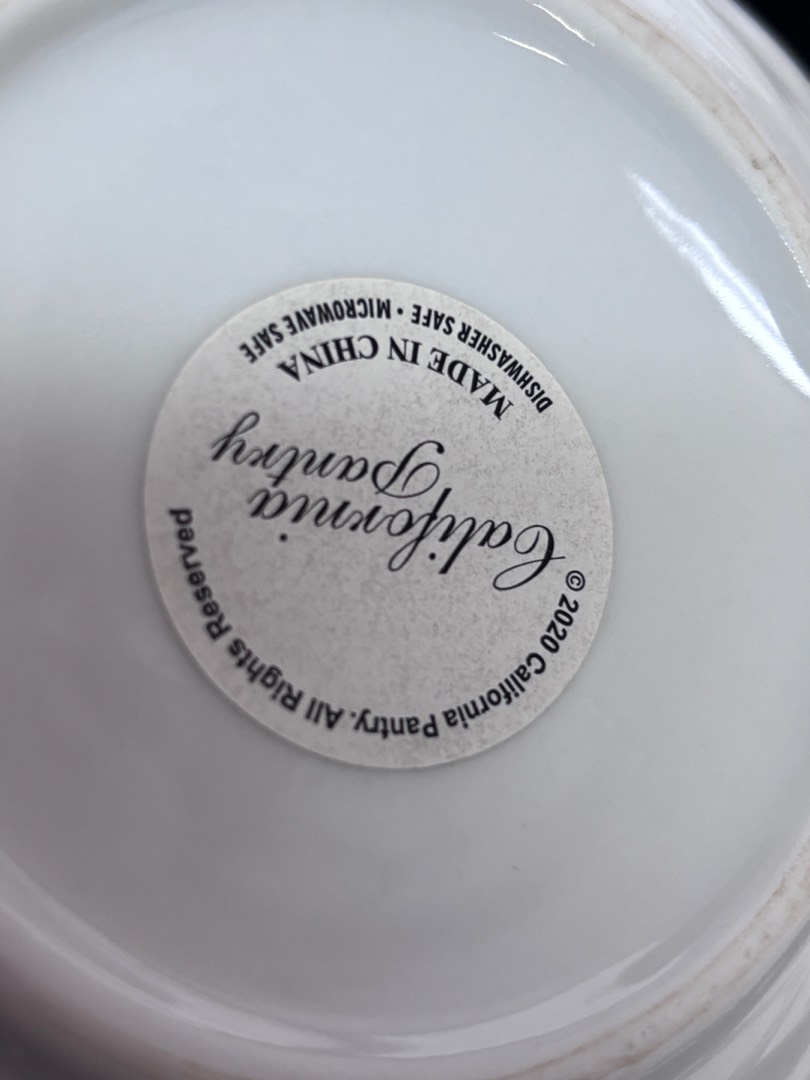 © 2020 California Pantry. All Rights Reserved
California
pantry
MADE IN CHINA
DISHWASHER SAFE • MICROWAVE SAFE